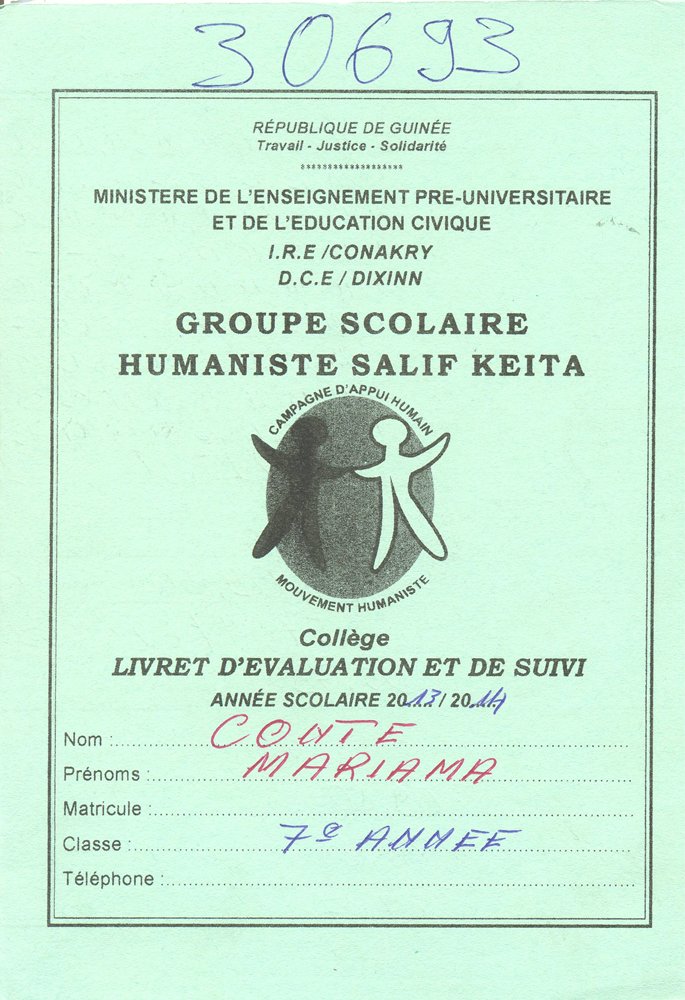 30693
RÉPUBLIQUE DE GUINÉE
Travail - Justice - Solidarité
*******************
MINISTERE DE L'ENSEIGNEMENT PRE-UNIVERSITAIRE
ET DE L'EDUCATION CIVIQUE
I.R.E /CONAKRY
D.C.E / DIXINN
GROUPE SCOLAIRE
HUMANISTE SALIF KEITA
CAMPAGNE D'APPUI HUMAIN
MOUVEMENT HUMANISTE
Collège
LIVRET D'EVALUATION ET DE SUIVI
ANNÉE SCOLAIRE 2013/ 2014
Nom : CONTE
Prénoms : MARIAMA
Matricule :
Classe : 7e ANNEE
Téléphone :